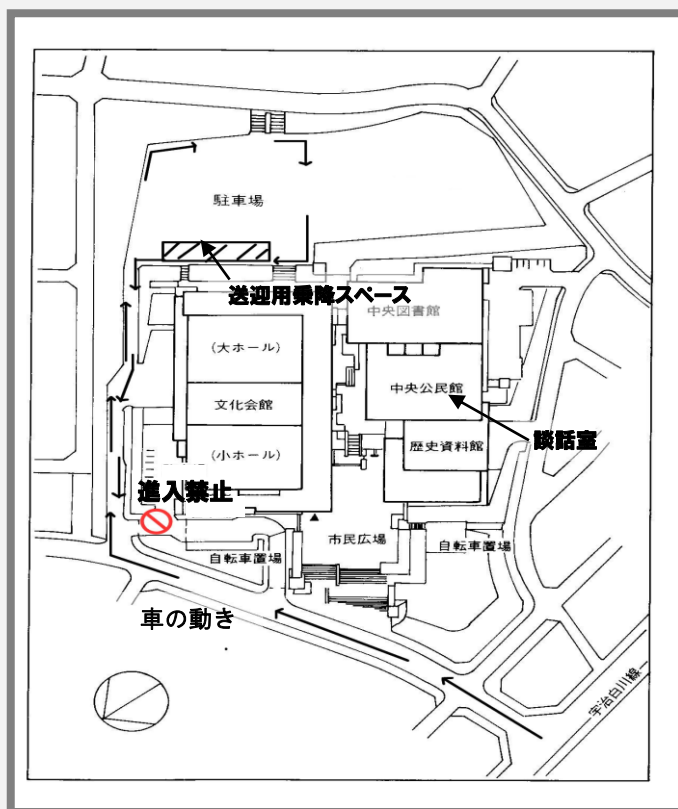 駐車場
送迎用乗降スペース
中央図書館
(大ホール)
中央公民館
文化会館
歴史資料館
談話室
(小ホール)
進入禁止
市民広場
自転車置場
自転車置場
車の動き
宇治白川線